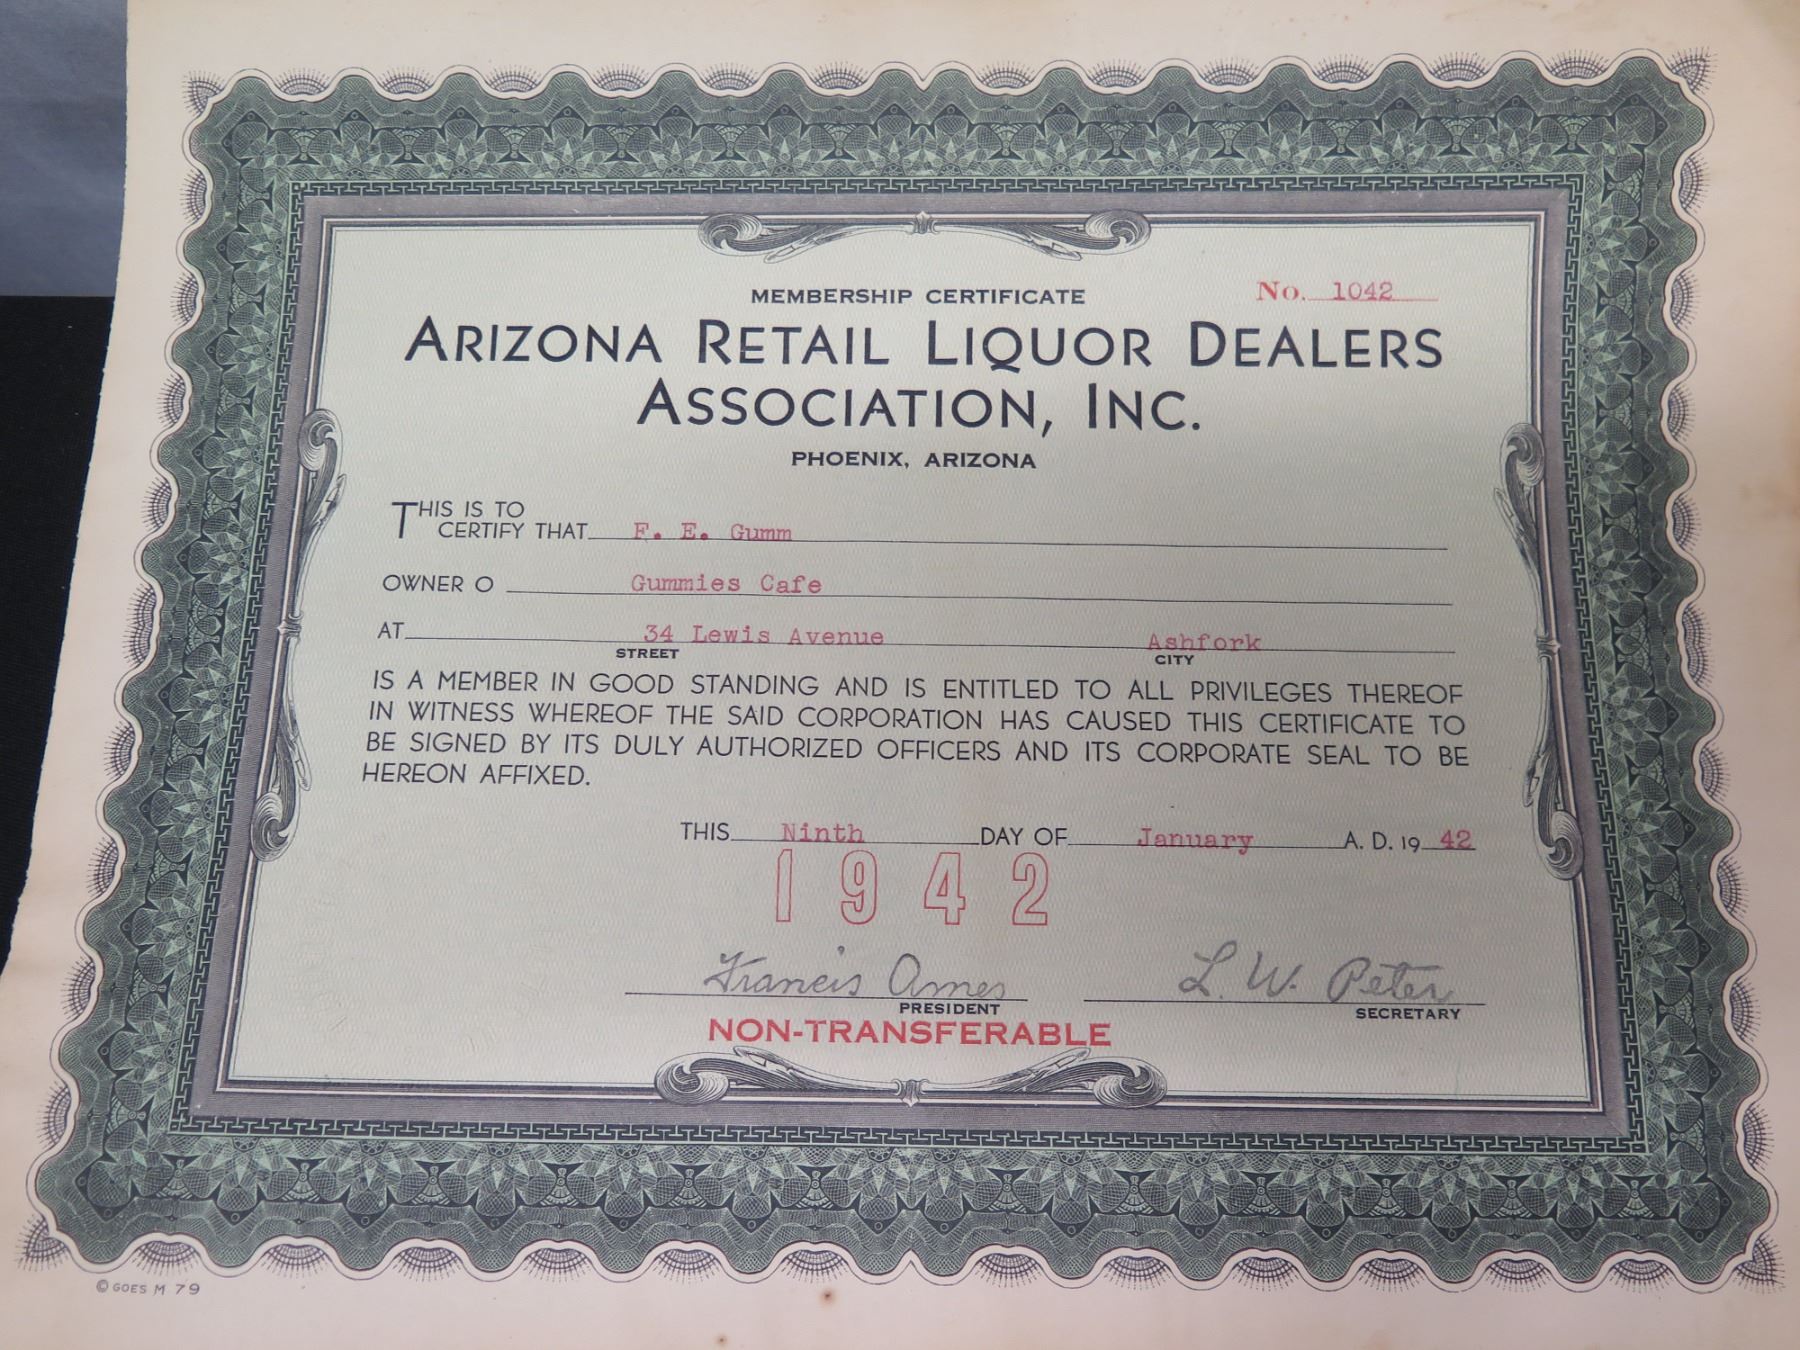 MEMBERSHIP CERTIFICATE
No. 1042
ARIZONA RETAIL LIQUOR DEALERS
ASSOCIATION, INC.
PHOENIX, ARIZONA
THIS IS TO
CERTIFY THAT F. E. Gumm
OWNER O Gummies Cafe
AT 34 Lewis Avenue Ashfork
STREET CITY
IS A MEMBER IN GOOD STANDING AND IS ENTITLED TO ALL PRIVILEGES THEREOF
IN WITNESS WHEREOF THE SAID CORPORATION HAS CAUSED THIS CERTIFICATE TO
BE SIGNED BY ITS DULY AUTHORIZED OFFICERS AND ITS CORPORATE SEAL TO BE
HEREON AFFIXED.
THIS Ninth DAY OF January A. D. 19 42
1942
Francis Ames L. W. Peter
PRESIDENT SECRETARY
NON-TRANSFERABLE
© GOES M 79